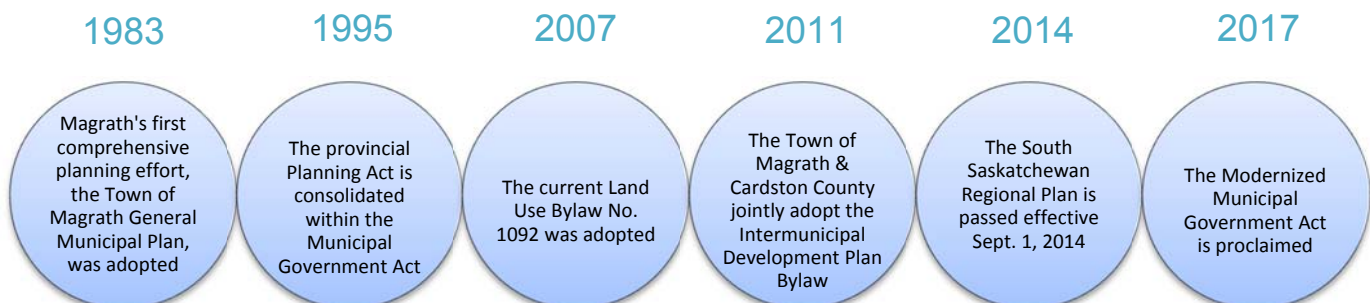 1983
1995
2007
2011
2014
2017
Magrath's first
comprehensive
planning effort,
the Town of
Magrath General
Municipal Plan,
was adopted
The provincial
Planning Act is
consolidated
within the
Municipal
Government Act
The current Land
Use Bylaw No.
1092 was adopted
The Town of
Magrath &
Cardston County
jointly adopt the
Intermunicipal
Development Plan
Bylaw
The South
Saskatchewan
Regional Plan is
passed effective
Sept. 1, 2014
The Modernized
Municipal
Government Act
is proclaimed